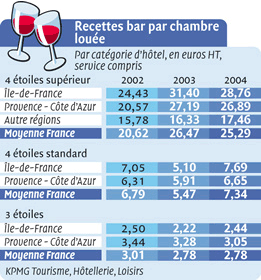 Recettes bar par chambre
louée
Par catégorie d'hôtel, en euros HT,
service compris
4 étoiles supérieur 2002 2003 2004
Île-de-France 24,43 31,40 28,76
Provence - Côte d'Azur 20,57 27,19 26,89
Autre régions 15,78 16,33 17,46
Moyenne France 20,62 26,47 25,29
4 étoiles standard
Île-de-France 7,05 5,10 7,69
Provence - Côte d'Azur 6,31 5,91 6,65
Moyenne France 6,79 5,47 7,34
3 étoiles
Île-de-France 2,50 2,22 2,44
Provence - Côte d'Azur 3,44 3,28 3,05
Moyenne France 3,01 2,78 2,78
KPMG Tourisme, Hôtellerie, Loisirs